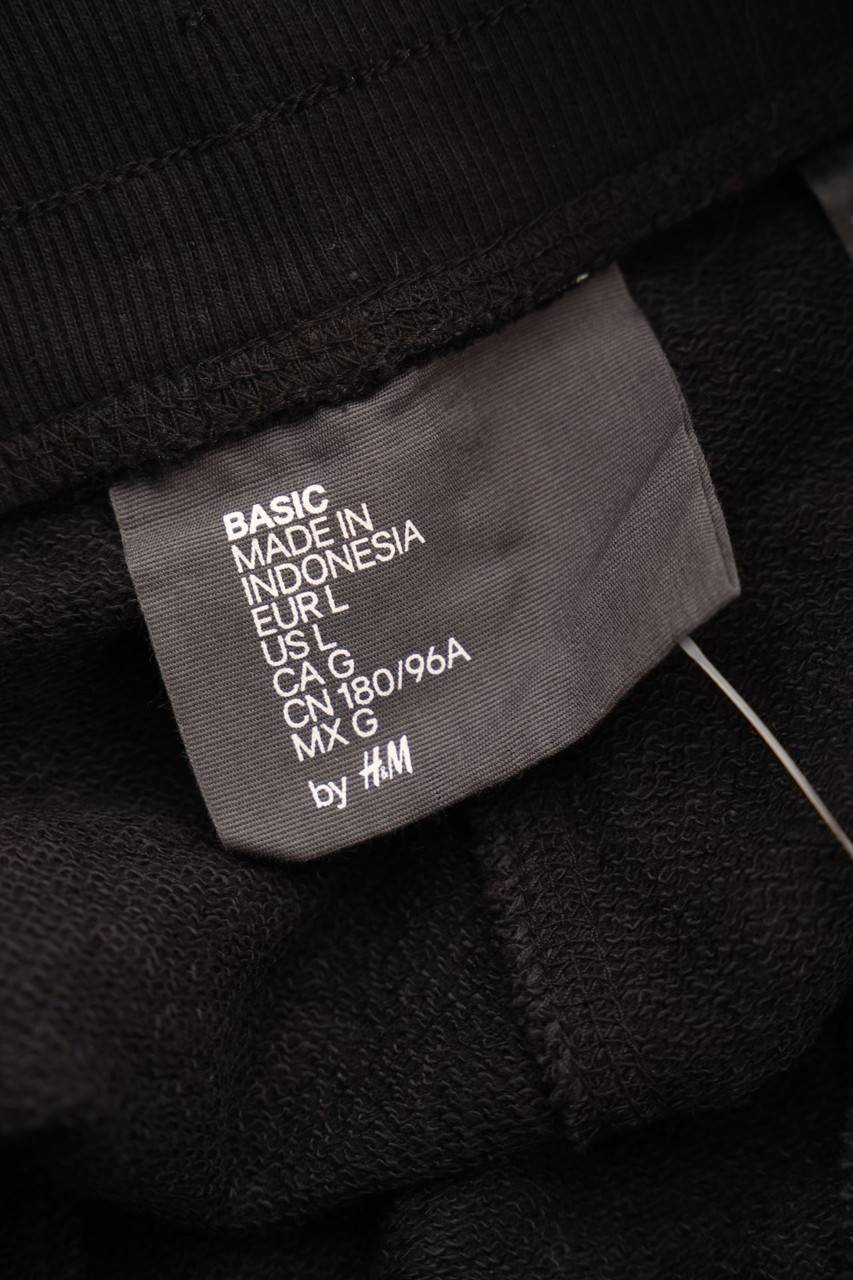 BASIC
MADE IN
INDONESIA
EUR L
US L
CA G
CN 180/96A
MX G
by H&M